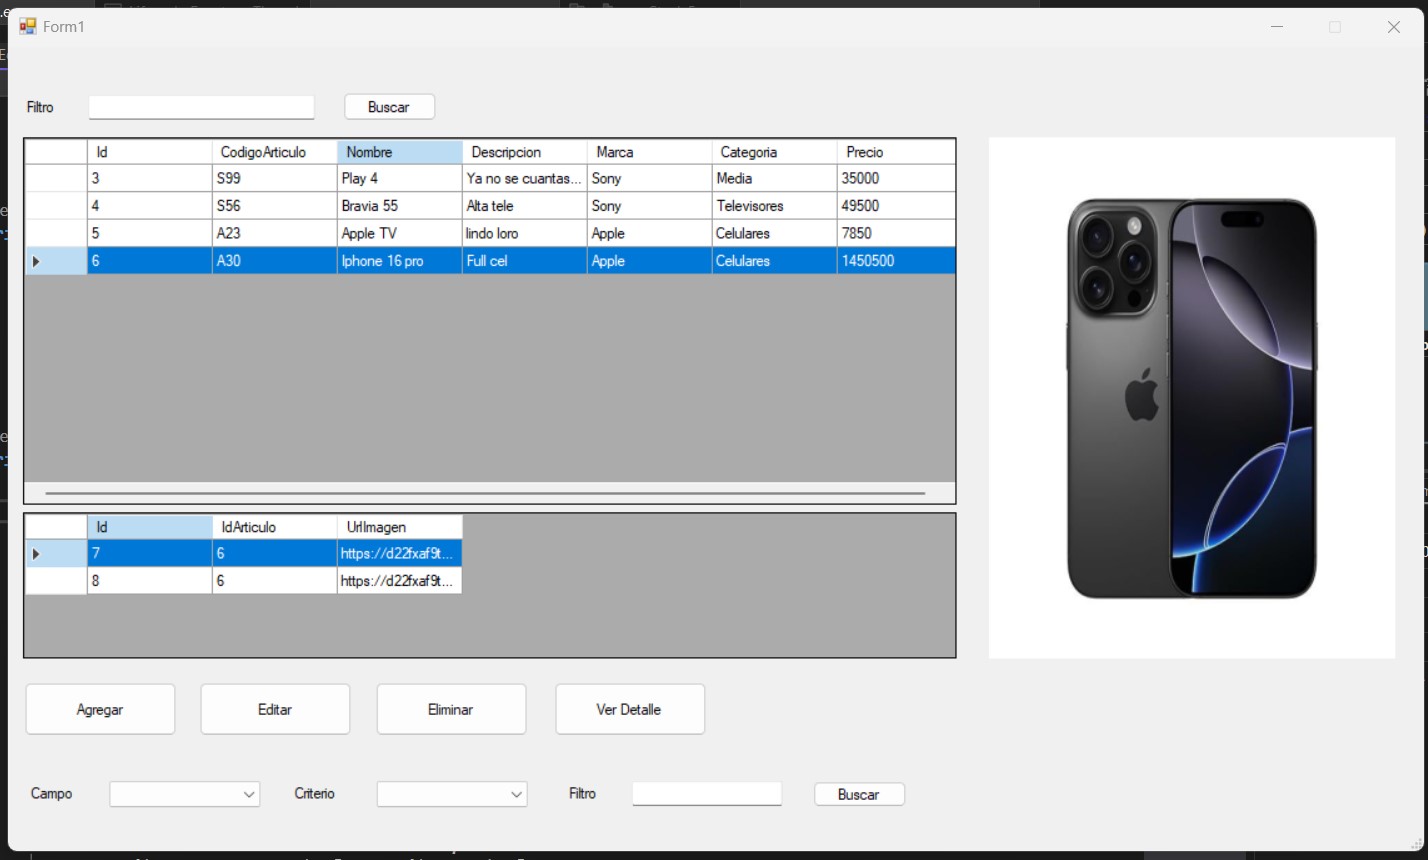 Form1
Filtro Buscar
Id CodigoArticulo Nombre Descripcion Marca Categoria Precio
3 S99 Play 4 Ya no se cuantas... Sony Media 35000
4 S56 Bravia 55 Alta tele Sony Televisores 49500
5 A23 Apple TV lindo loro Apple Celulares 7850
6 A30 Iphone 16 pro Full cel Apple Celulares 1450500
Id IdArticulo UrlImagen
7 6 https://d22fxaf9t...
8 6 https://d22fxaf9t...
Agregar Editar Eliminar Ver Detalle
Campo Criterio Filtro Buscar